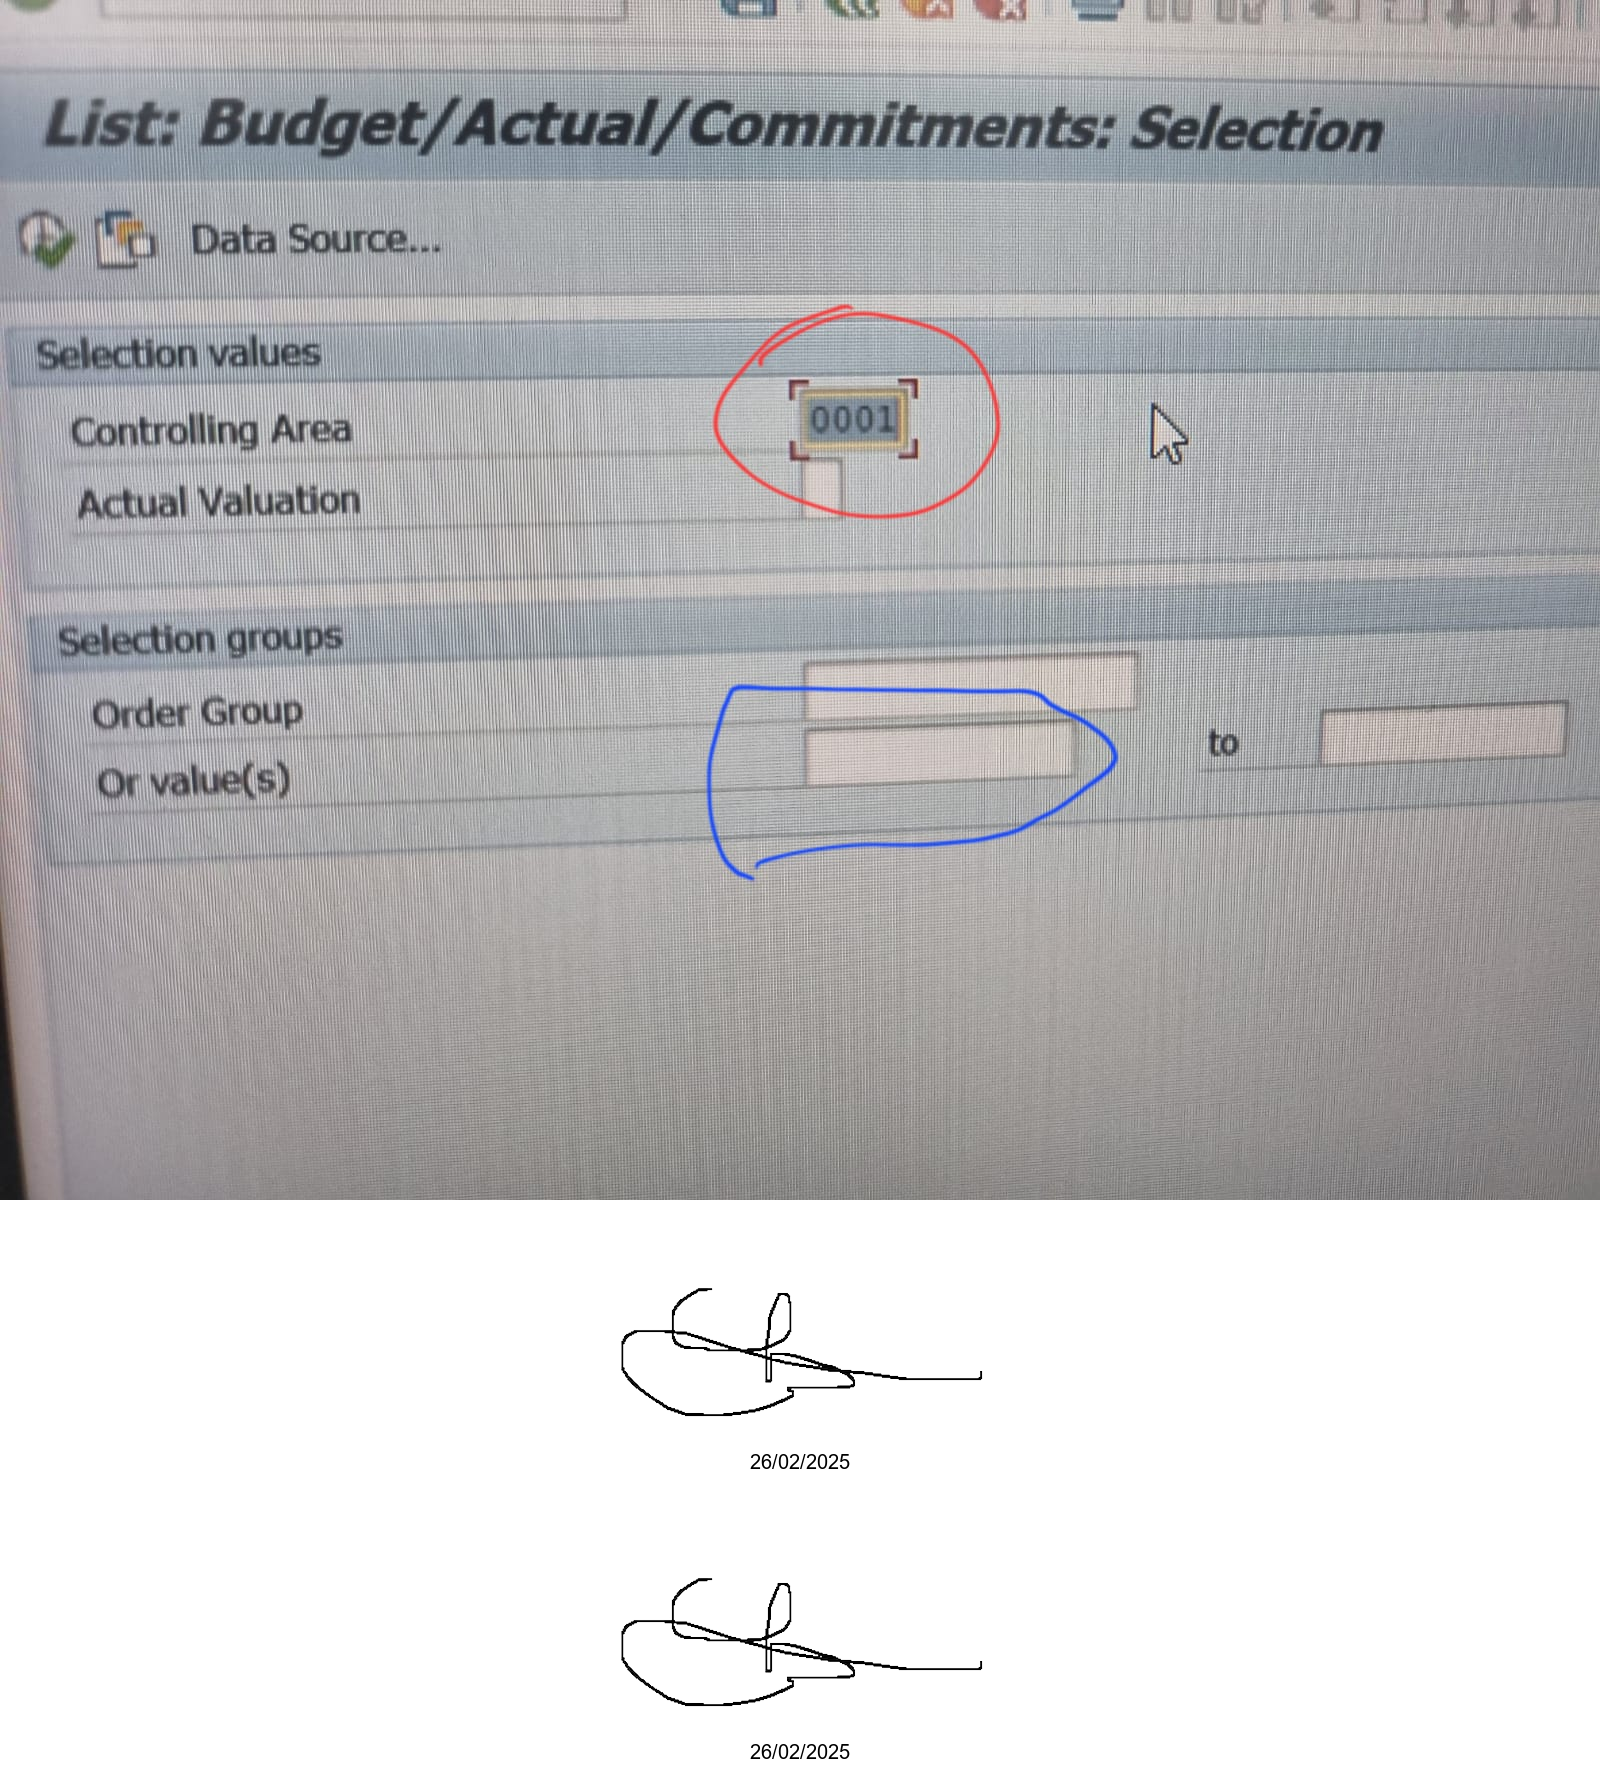 List: Budget/Actual/Commitments: Selection
Data Source...
Selection values
Controlling Area 0001
Actual Valuation
Selection groups
Order Group
Or value(s) to
26/02/2025
26/02/2025